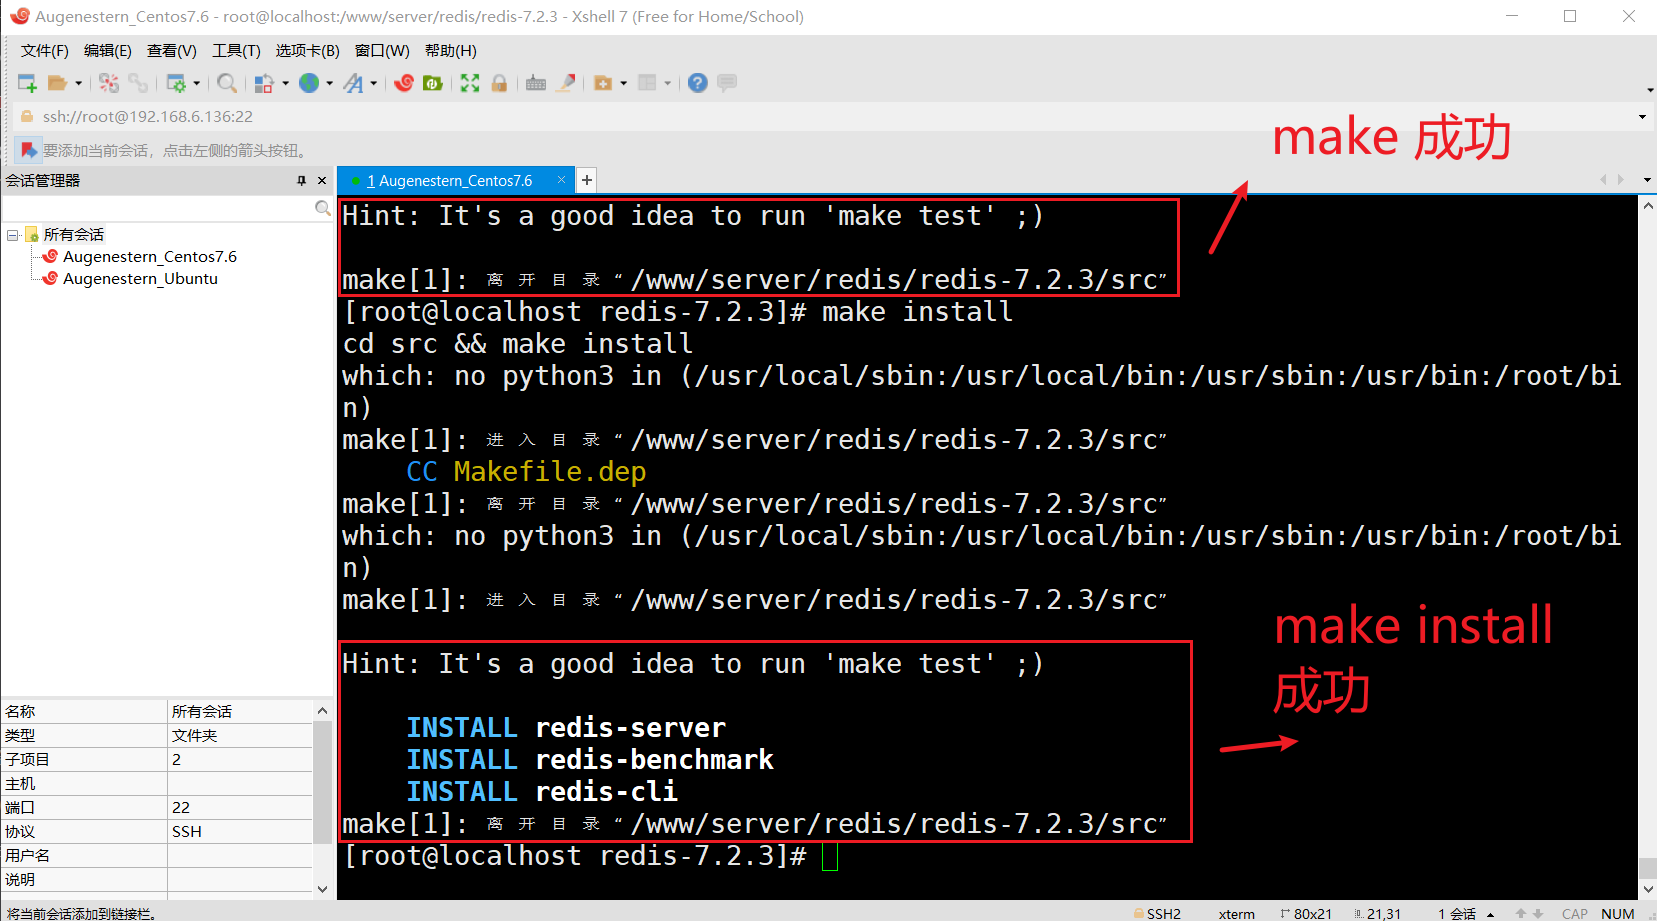 Augenestern_Centos7.6 - root@localhost:/www/server/redis/redis-7.2.3 - Xshell 7 (Free for Home/School)
文件(F) 编辑(E) 查看(V) 工具(T) 选项卡(B) 窗口(W) 帮助(H)
ssh://root@192.168.6.136:22
要添加当前会话，点击左侧的箭头按钮。
make 成功
会话管理器
1 Augenestern_Centos7.6
所有会话
Augenestern_Centos7.6
Augenestern_Ubuntu
Hint: It's a good idea to run 'make test' ;)
make[1]: 离开目录“/www/server/redis/redis-7.2.3/src”
[root@localhost redis-7.2.3]# make install
cd src && make install
which: no python3 in (/usr/local/sbin:/usr/local/bin:/usr/sbin:/usr/bin:/root/bi
n)
make[1]: 进入目录“/www/server/redis/redis-7.2.3/src”
CC Makefile.dep
make[1]: 离开目录“/www/server/redis/redis-7.2.3/src”
which: no python3 in (/usr/local/sbin:/usr/local/bin:/usr/sbin:/usr/bin:/root/bi
n)
make[1]: 进入目录“/www/server/redis/redis-7.2.3/src”
Hint: It's a good idea to run 'make test' ;)
INSTALL redis-server
INSTALL redis-benchmark
INSTALL redis-cli
make[1]: 离开目录“/www/server/redis/redis-7.2.3/src”
[root@localhost redis-7.2.3]#
make install
成功
名称 所有会话
类型 文件夹
子项目 2
主机
端口 22
协议 SSH
用户名
说明
将当前会话添加到链接栏。
SSH2 xterm 80x21 21,31 1 会话 CAP NUM